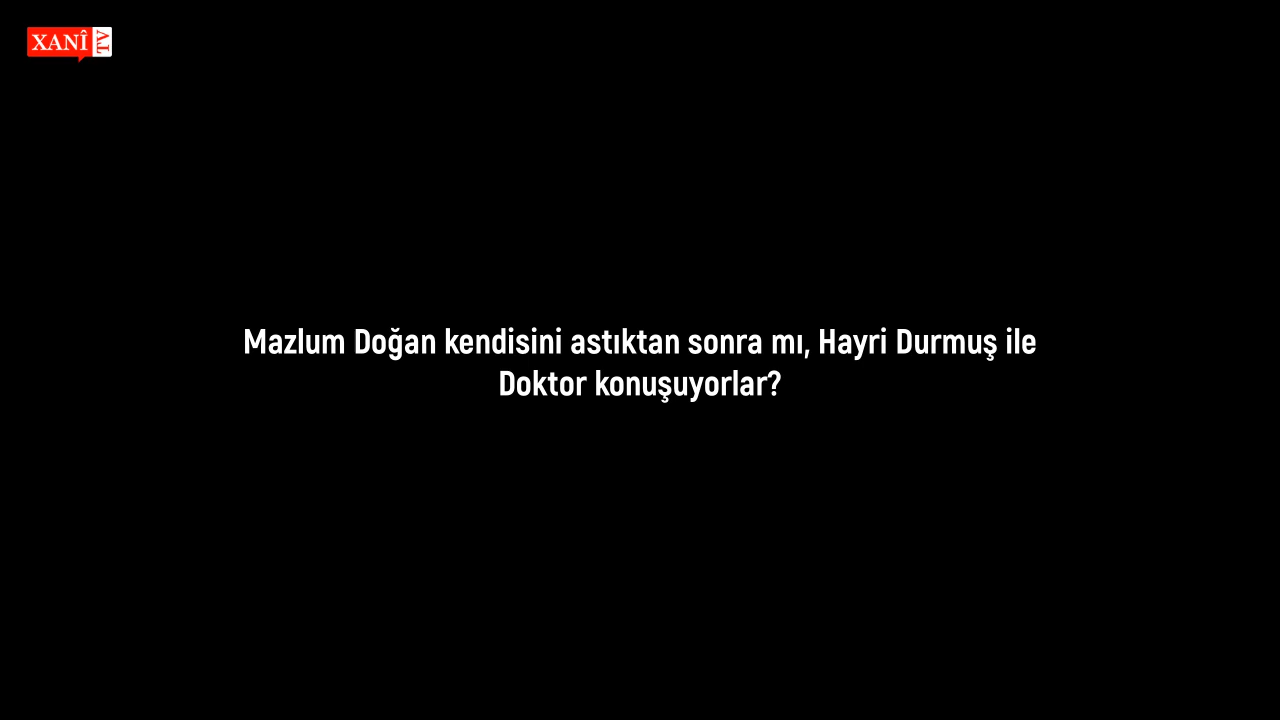 XANÎ TV
Mazlum Doğan kendisini astıktan sonra mı, Hayri Durmuş ile
Doktor konuşuyorlar?